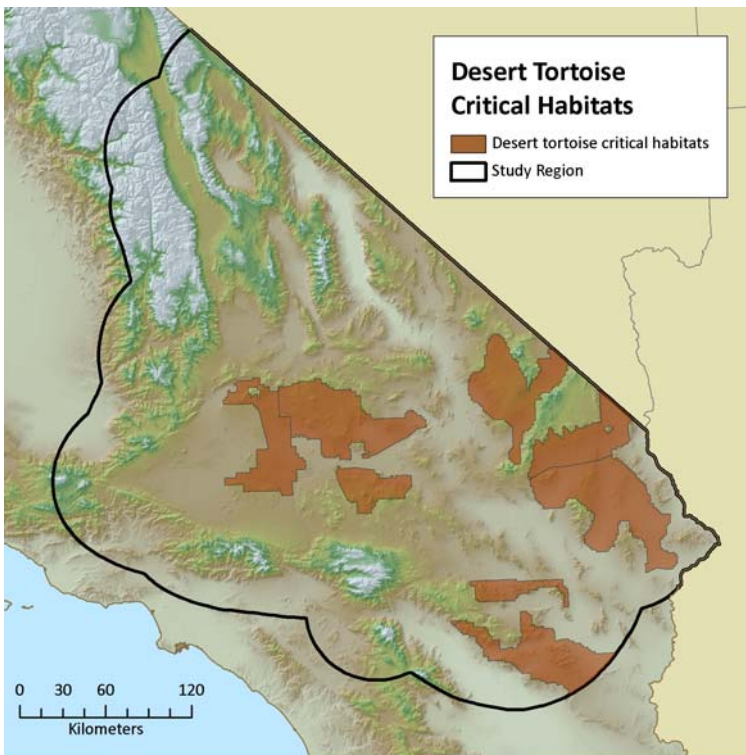 Desert Tortoise
Critical Habitats
Desert tortoise critical habitats
Study Region
0 30 60 120
Kilometers